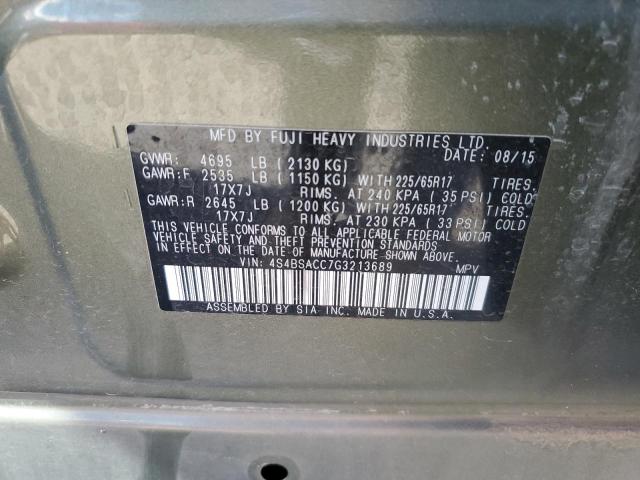 MFD BY FUJI HEAVY INDUSTRIES LTD.
GVWR: 4695 LB (2130 KG) DATE: 08/15
GAWR:F 2535 LB (1150 KG) WITH 225/65R17 TIRES.
17X7J RIMS. AT 240 KPA ( 35 PSI) COLD
GAWR:R 2645 LB (1200 KG) WITH 225/65R17 TIRES.
17X7J RIMS. AT 230 KPA ( 33 PSI) COLD
THIS VEHICLE CONFORMS TO ALL APPLICABLE FEDERAL MOTOR
VEHICLE SAFETY AND THEFT PREVENTION STANDARDS
IN EFFECT ON THE DATE OF MANUFACTURE SHOWN ABOVE.
VIN: 4S4BSACC7G3213689 MPV
ASSEMBLED BY SIA-INC. MADE IN U.S.A.